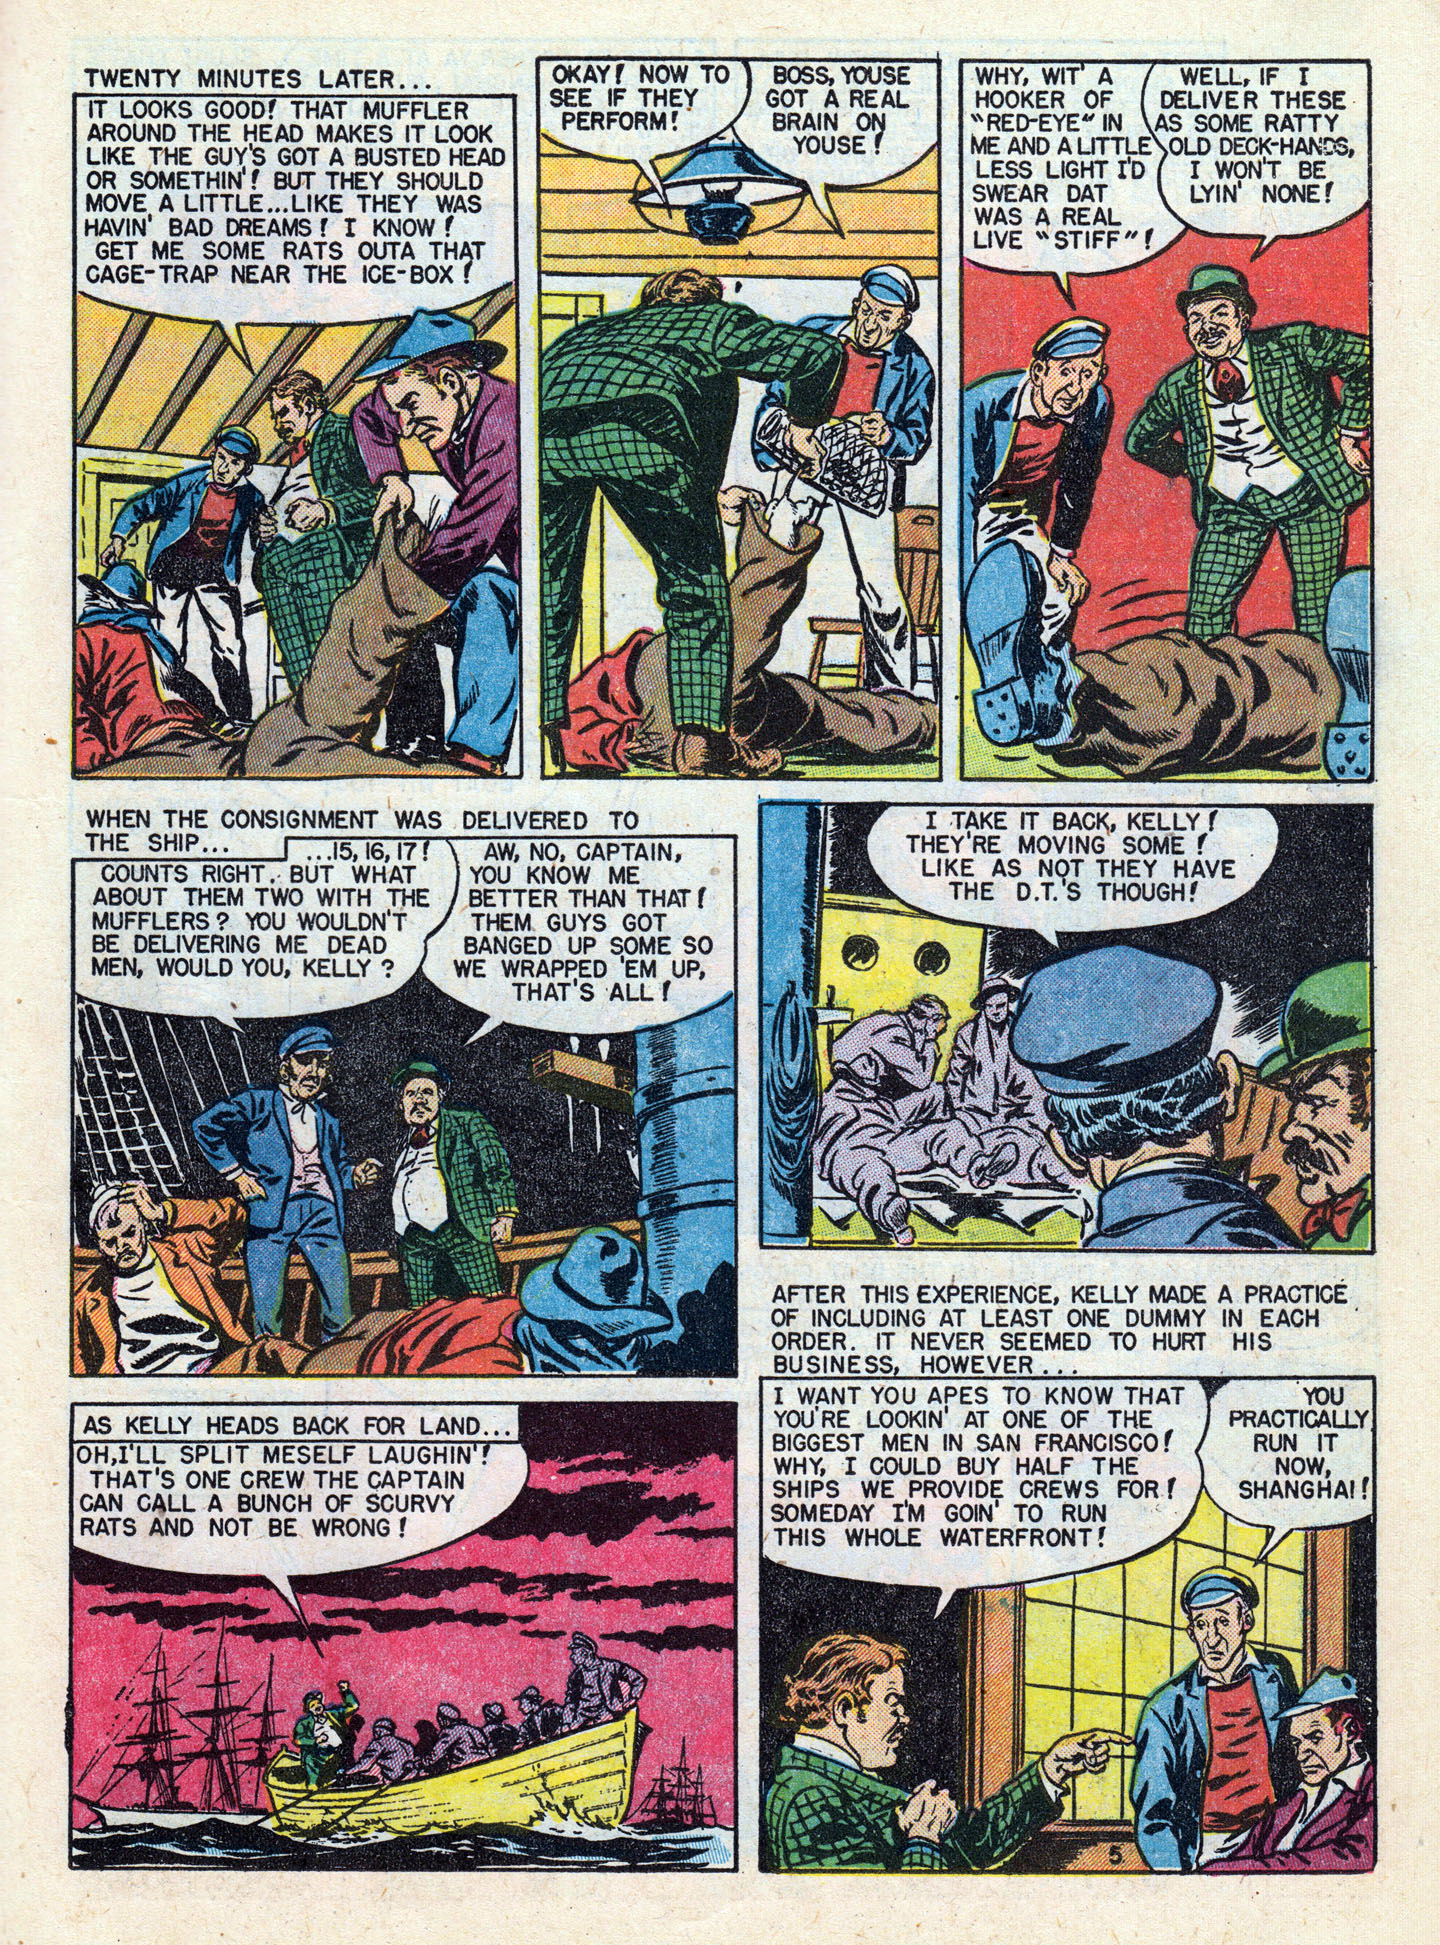 TWENTY MINUTES LATER...
IT LOOKS GOOD! THAT MUFFLER
AROUND THE HEAD MAKES IT LOOK
LIKE THE GUY'S GOT A BUSTED HEAD
OR SOMETHIN'! BUT THEY SHOULD
MOVE A LITTLE...LIKE THEY WAS
HAVIN' BAD DREAMS! I KNOW!
GET ME SOME RATS OUTA THAT
CAGE-TRAP NEAR THE ICE-BOX!
OKAY! NOW TO
SEE IF THEY
PERFORM!
BOSS, YOUSE
GOT A REAL
BRAIN ON
YOUSE!
WHY, WIT' A
HOOKER OF
"RED-EYE" IN
ME AND A LITTLE
LESS LIGHT I'D
SWEAR DAT
WAS A REAL
LIVE "STIFF"!
WELL, IF I
DELIVER THESE
AS SOME RATTY
OLD DECK-HANDS,
I WON'T BE
LYIN' NONE!
WHEN THE CONSIGNMENT WAS DELIVERED TO
THE SHIP...
...15, 16, 17!
COUNTS RIGHT. BUT WHAT
ABOUT THEM TWO WITH THE
MUFFLERS? YOU WOULDN'T
BE DELIVERING ME DEAD
MEN, WOULD YOU, KELLY?
AW, NO, CAPTAIN,
YOU KNOW ME
BETTER THAN THAT!
THEM GUYS GOT
BANGED UP SOME SO
WE WRAPPED 'EM UP,
THAT'S ALL!
I TAKE IT BACK, KELLY!
THEY'RE MOVING SOME!
LIKE AS NOT THEY HAVE
THE D.T.'S THOUGH!
AS KELLY HEADS BACK FOR LAND...
OH, I'LL SPLIT MESELF LAUGHIN'!
THAT'S ONE CREW THE CAPTAIN
CAN CALL A BUNCH OF SCURVY
RATS AND NOT BE WRONG!
AFTER THIS EXPERIENCE, KELLY MADE A PRACTICE
OF INCLUDING AT LEAST ONE DUMMY IN EACH
ORDER. IT NEVER SEEMED TO HURT HIS
BUSINESS, HOWEVER...
I WANT YOU APES TO KNOW THAT
YOU'RE LOOKIN' AT ONE OF THE
BIGGEST MEN IN SAN FRANCISCO!
WHY, I COULD BUY HALF THE
SHIPS WE PROVIDE CREWS FOR!
SOMEDAY I'M GOIN' TO RUN
THIS WHOLE WATERFRONT!
YOU
PRACTICALLY
RUN IT
NOW,
SHANGHAI!
5